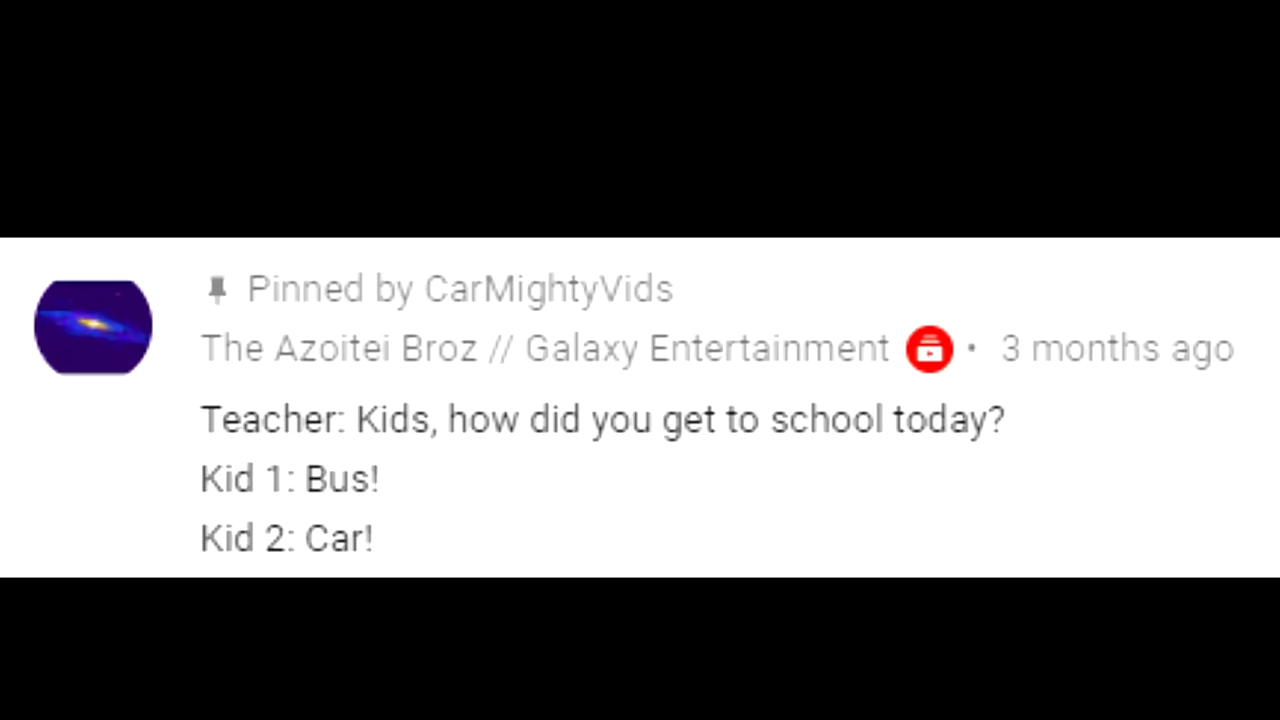 Pinned by CarMightyVids
The Azoitei Broz // Galaxy Entertainment • 3 months ago
Teacher: Kids, how did you get to school today?
Kid 1: Bus!
Kid 2: Car!